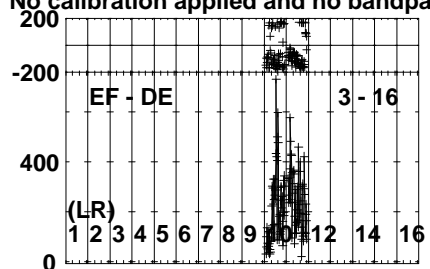 No calibration applied and no bandpa
200
-200
EF - DE 3 - 16
400
(LR)
1 2 3 4 5 6 7 8 9 10 12 14 16
0